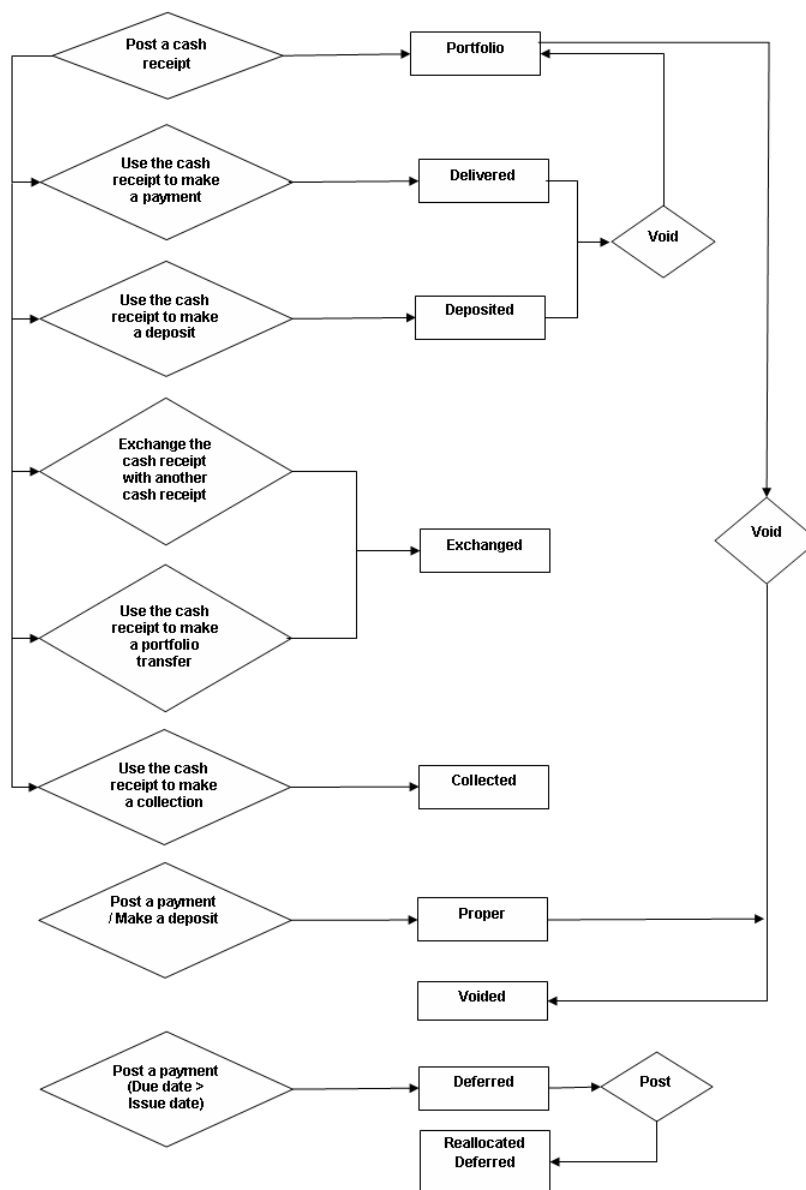 Post a cash
receipt
Portfolio
Use the cash
receipt to make
a payment
Delivered
Void
Use the cash
receipt to make
a deposit
Deposited
Exchange the
cash receipt
with another
cash receipt
Exchanged
Void
Use the cash
receipt to make
a portfolio
transfer
Use the cash
receipt to make
a collection
Collected
Post a payment
/ Make a deposit
Proper
Voided
Post a payment
(Due date >
Issue date)
Deferred
Post
Reallocated
Deferred